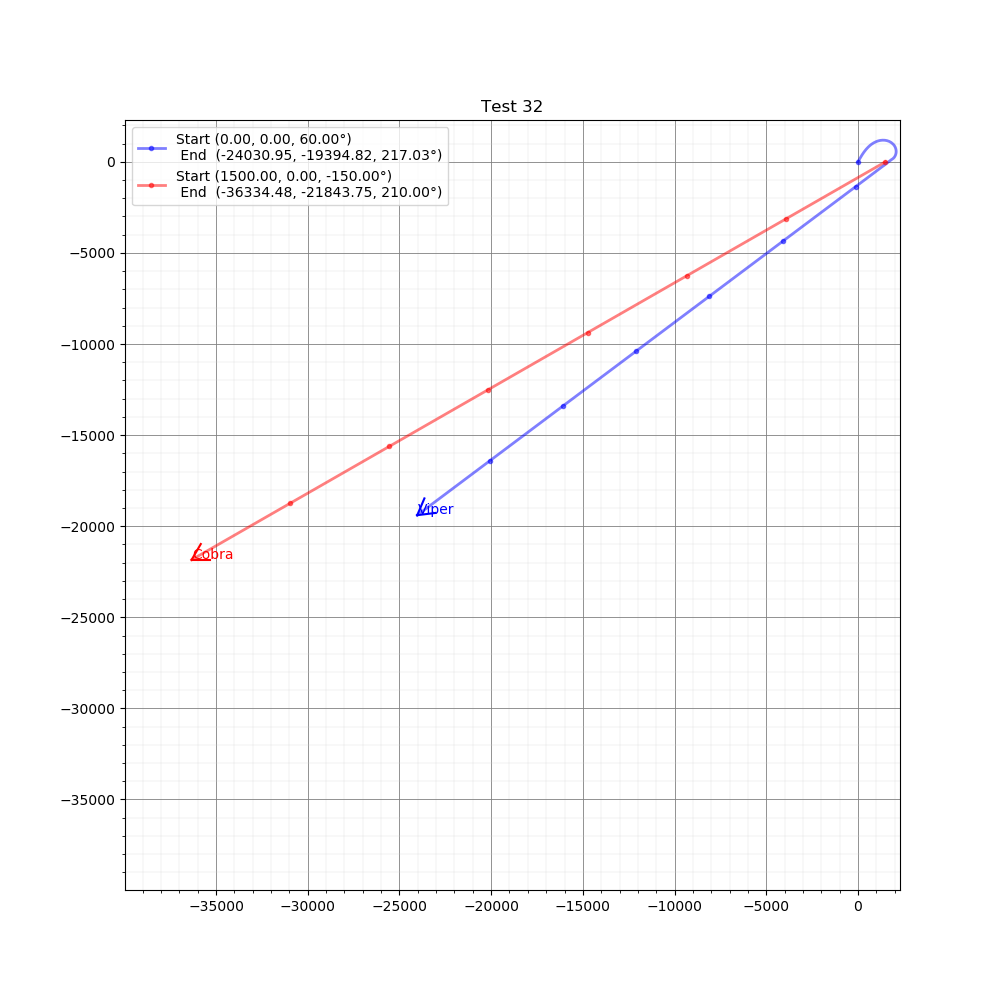 Test 32
Start (0.00, 0.00, 60.00°)
End (-24030.95, -19394.82, 217.03°)
Start (1500.00, 0.00, -150.00°)
End (-36334.48, -21843.75, 210.00°)
0
−5000
−10000
−15000
−20000
−25000
−30000
−35000
Viper
Cobra
−35000 −30000 −25000 −20000 −15000 −10000 −5000 0